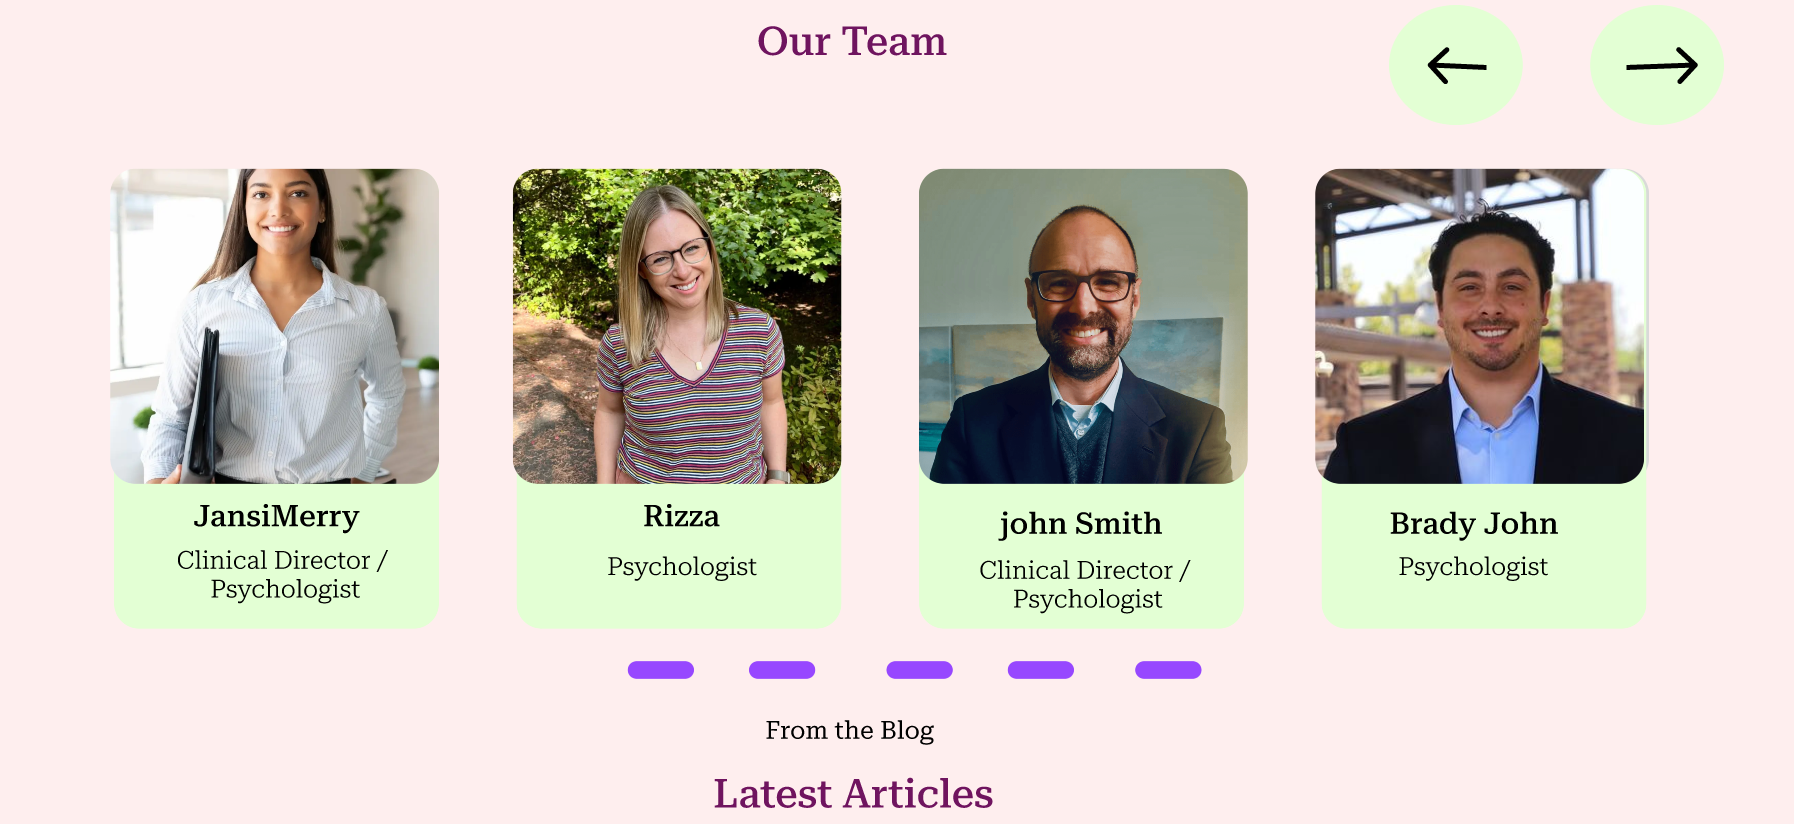 Our Team
JansiMerry
Clinical Director /
Psychologist
Rizza
Psychologist
john Smith
Clinical Director /
Psychologist
Brady John
Psychologist
From the Blog
Latest Articles